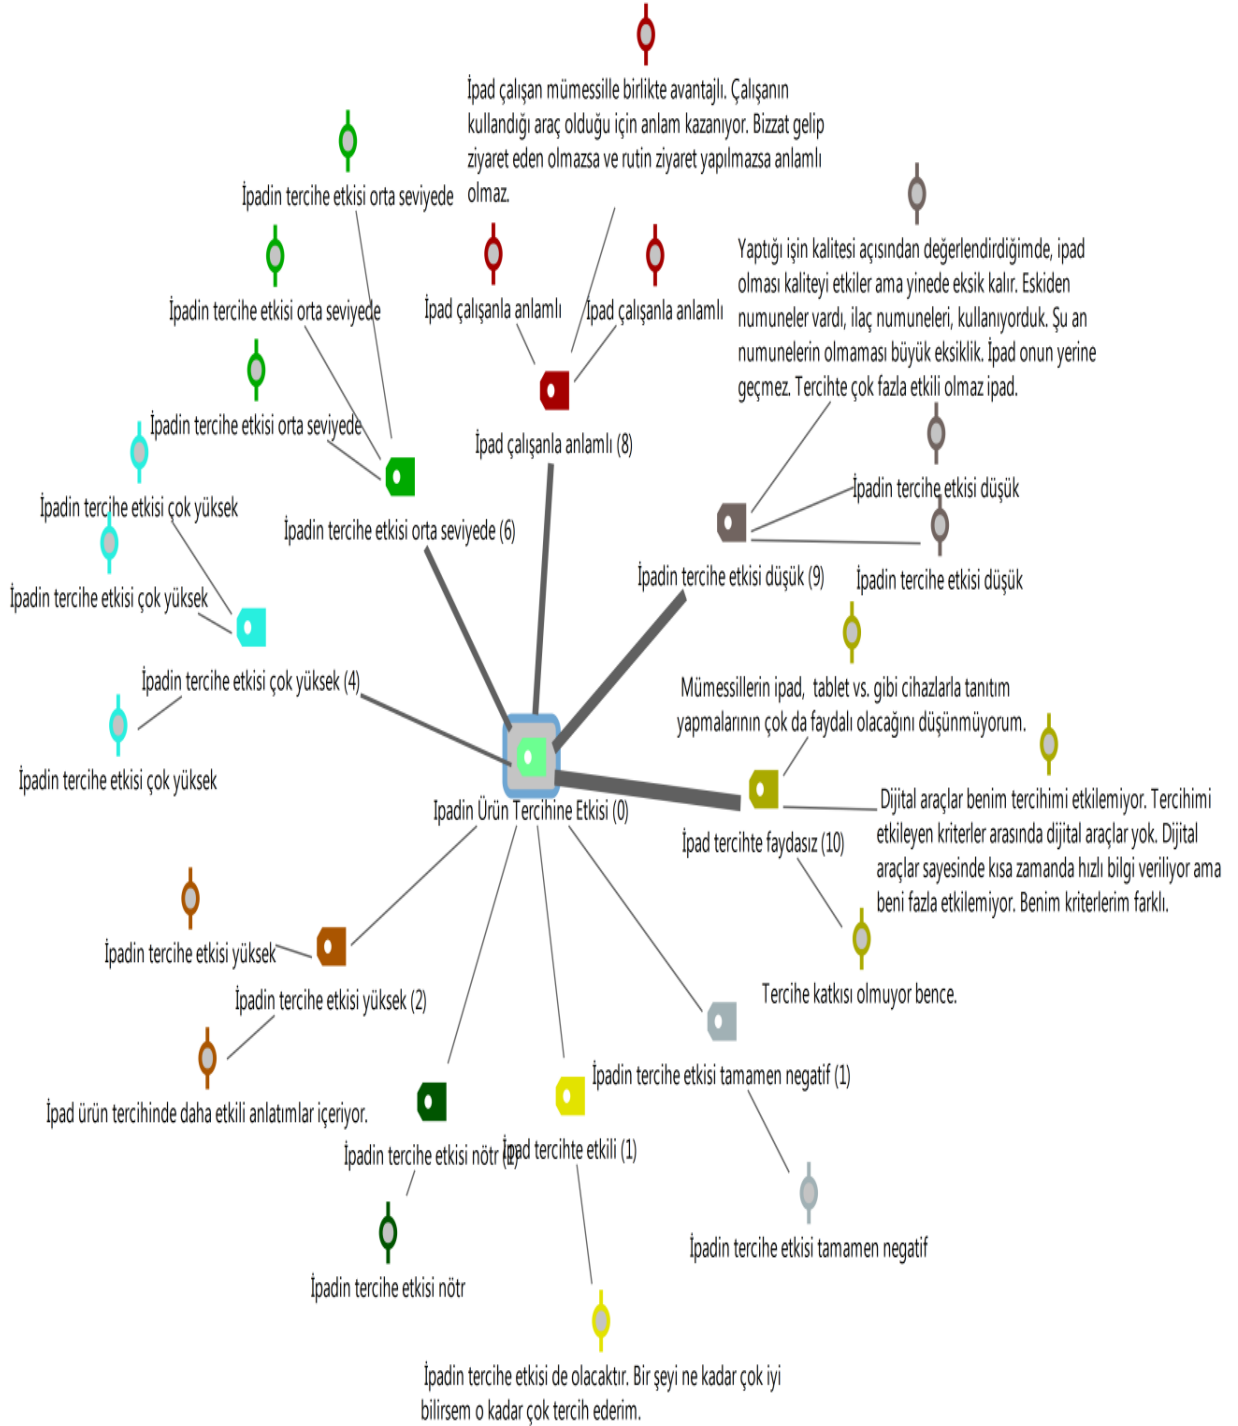 İpad çalışan mümessille birlikte avantajlı. Çalışanın
kullandığı araç olduğu için anlam kazanıyor. Bizzat gelip
ziyaret eden olmazsa ve rutin ziyaret yapılmazsa anlamlı
olmaz.
İpadin tercihe etkisi orta seviyede
Yaptığı işin kalitesi açısından değerlendirdiğimde, ipad
olması kaliteyi etkiler ama yinede eksik kalır. Eskiden
numuneler vardı, ilaç numuneleri, kullanıyorduk. Şu an
numunelerin olmaması büyük eksiklik. İpad onun yerine
geçmez. Tercihte çok fazla etkili olmaz ipad.
İpadin tercihe etkisi orta seviyede
İpad çalışanla anlamlı
İpad çalışanla anlamlı
İpadin tercihe etkisi orta seviyede
İpad çalışanla anlamlı (8)
İpadin tercihe etkisi düşük
İpadin tercihe etkisi çok yüksek
İpadin tercihe etkisi orta seviyede (6)
İpadin tercihe etkisi düşük (9)
İpadin tercihe etkisi düşük
İpadin tercihe etkisi çok yüksek
İpadin tercihe etkisi çok yüksek (4)
Mümessillerin ipad, tablet vs. gibi cihazlarla tanıtım
yapmalarının çok da faydalı olacağını düşünmüyorum.
İpadin tercihe etkisi çok yüksek
Ipadin Ürün Tercihine Etkisi (0)
Dijital araçlar benim tercihimi etkilemiyor. Tercihimi
etkileyen kriterler arasında dijital araçlar yok. Dijital
araçlar sayesinde kısa zamanda hızlı bilgi veriliyor ama
beni fazla etkilemiyor. Benim kriterlerim farklı.
İpad tercihte faydasız (10)
İpadin tercihe etkisi yüksek
İpadin tercihe etkisi yüksek (2)
Tercihe katkısı olmuyor bence.
İpadin tercihe etkisi tamamen negatif (1)
İpad ürün tercihinde daha etkili anlatımlar içeriyor.
İpadin tercihe etkisi nötr
İpad tercihte etkili (1)
İpadin tercihe etkisi tamamen negatif
İpadin tercihe etkisi nötr
İpadin tercihe etkisi de olacaktır. Bir şeyi ne kadar çok iyi
bilirsem o kadar çok tercih ederim.